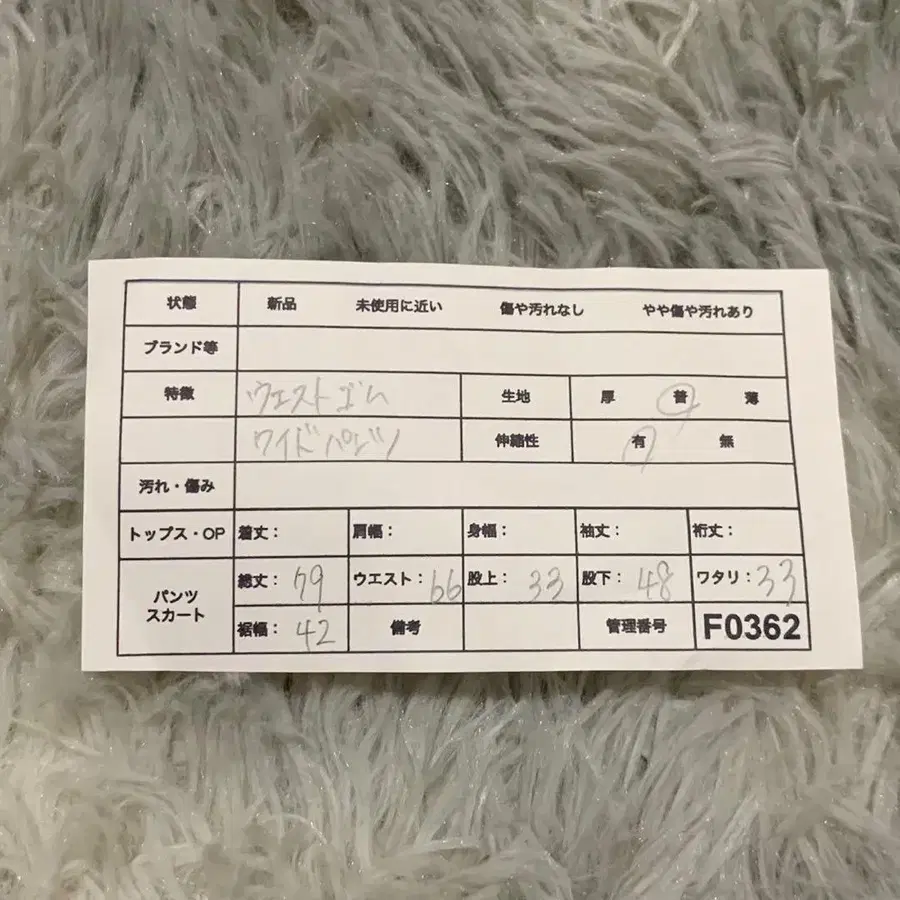 状態 新品 未使用に近い 傷や汚れなし やや傷や汚れあり
ブランド等
特徴 ウエストゴム 生地 厚 普 薄
ワイドパンツ 伸縮性 有 無
汚れ・傷み
トップス・OP 着丈： 肩幅： 身幅： 袖丈： 裄丈：
パンツ スカート 総丈：79 ウエスト：66 股上：33 股下：48 ワタリ：33
裾幅：42 備考 管理番号 F0362